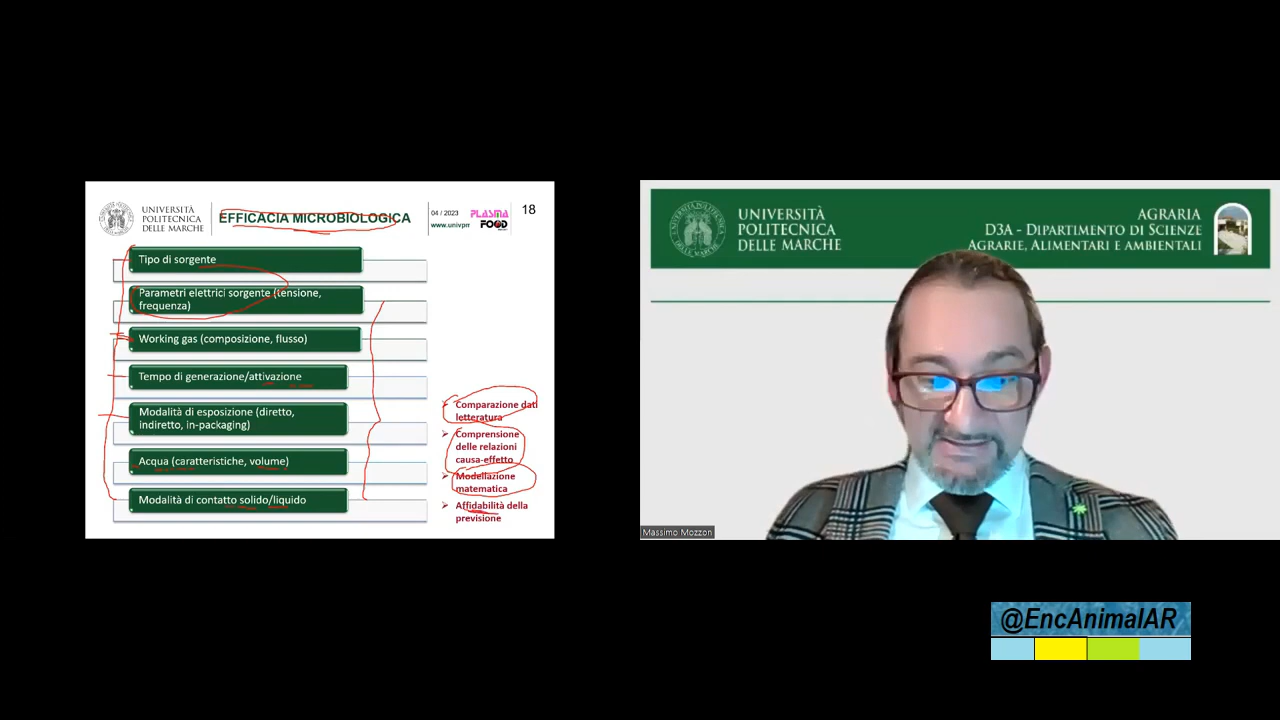 UNIVERSITÀ
POLITECNICA
DELLE MARCHE
EFFICACIA MICROBIOLOGICA
04 / 2023
www.univpm
PLASMA
FOOD
18
Tipo di sorgente
Parametri elettrici sorgente (tensione,
frequenza)
Working gas (composizione, flusso)
Tempo di generazione/attivazione
Modalità di esposizione (diretto,
indiretto, in-packaging)
Acqua (caratteristiche, volume)
Modalità di contatto solido/liquido
Comparazione dati
letteratura
Comprensione
delle relazioni
causa-effetto
Modellazione
matematica
Affidabilità della
previsione
UNIVERSITÀ
POLITECNICA
DELLE MARCHE
AGRARIA
D3A - DIPARTIMENTO DI SCIENZE
AGRARIE, ALIMENTARI E AMBIENTALI
Massimo Mozzon
@EncAnimalAR